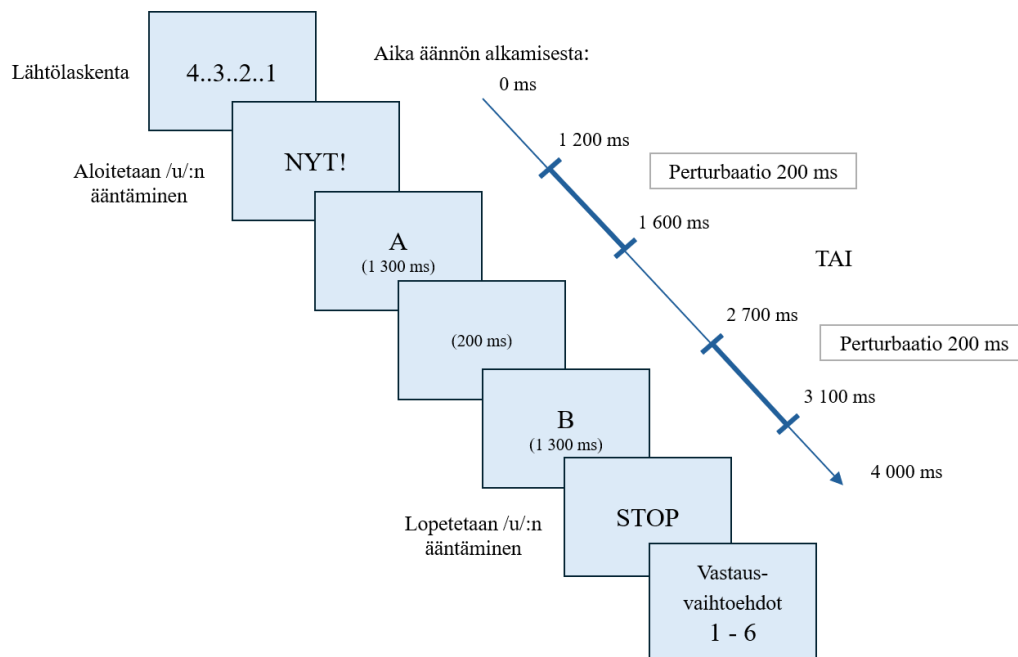 Lähtölaskenta
4..3..2..1
Aloitetaan /u/:n
ääntäminen
NYT!
A
(1 300 ms)
(200 ms)
B
(1 300 ms)
Lopetetaan /u/:n
ääntäminen
STOP
Vastaus-
vaihtoehdot
1 - 6
Aika äännön alkamisesta:
0 ms
1 200 ms
Perturbaatio 200 ms
1 600 ms
TAI
2 700 ms
Perturbaatio 200 ms
3 100 ms
4 000 ms